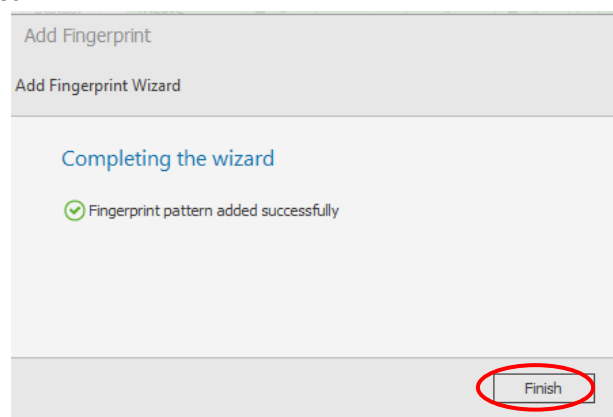 Add Fingerprint
Add Fingerprint Wizard
Completing the wizard
Fingerprint pattern added successfully
Finish